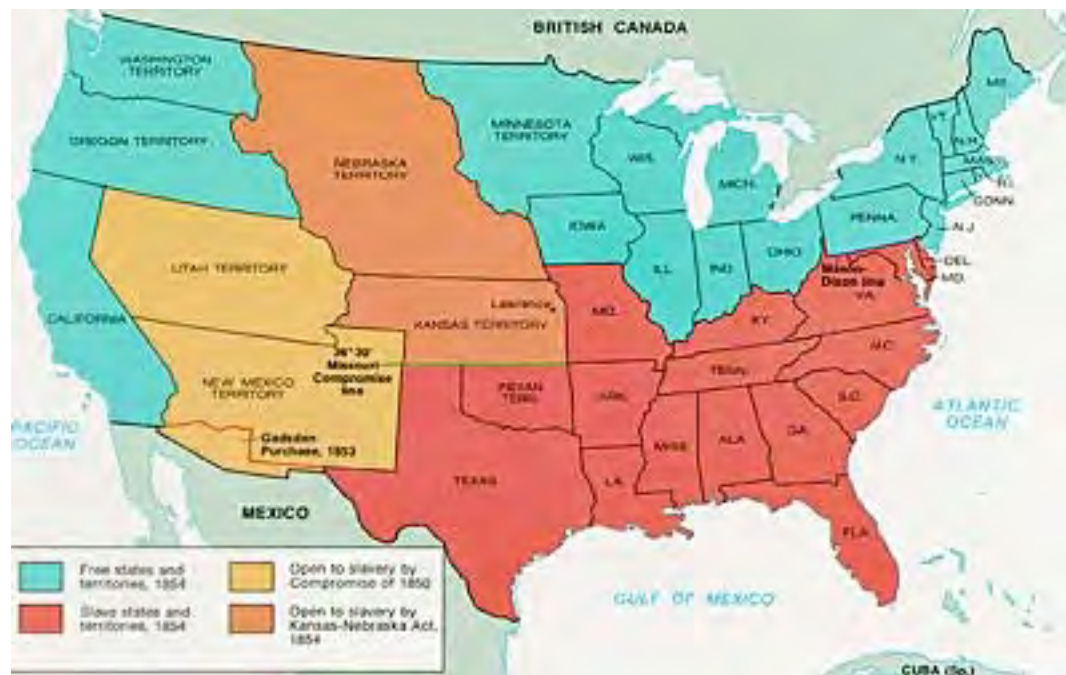 BRITISH CANADA
WASHINGTON
TERRITORY
OREGON TERRITORY
NEBRASKA
TERRITORY
MINNESOTA
TERRITORY
WIS.
MICH.
ME.
VT.
N.H.
N.Y.
MASS.
R.I.
CONN.
PENNA.
N.J.
IOWA
ILL.
IND.
OHIO
DEL.
MD.
Mason-
Dixon line
VA.
UTAH TERRITORY
CALIFORNIA
Lawrence
KANSAS TERRITORY
MO.
KY.
N.C.
36°30'
Missouri
Compromise
line
NEW MEXICO
TERRITORY
INDIAN
TERR.
ARK.
TENN.
S.C.
PACIFIC
OCEAN
ATLANTIC
OCEAN
Gadsden
Purchase, 1853
TEXAS
LA.
MISS.
ALA.
GA.
FLA.
MEXICO
GULF OF MEXICO
CUBA (Sp.)
Free states and
territories, 1854
Slave states and
territories, 1854
Open to slavery by
Compromise of 1850
Open to slavery by
Kansas-Nebraska Act,
1854